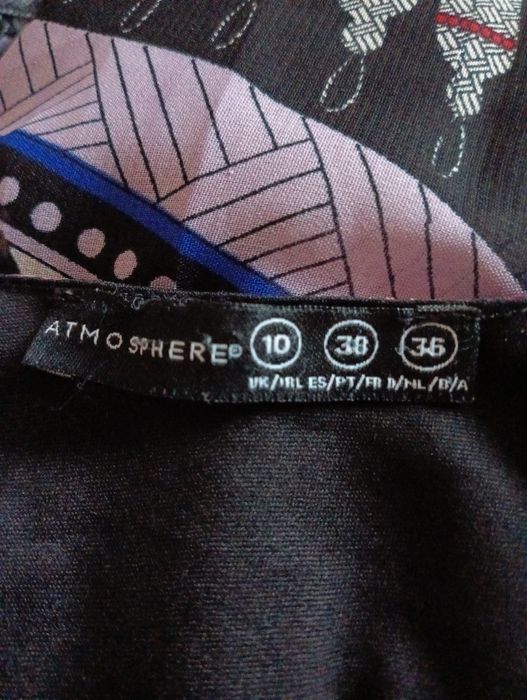 ATMOSPHERE® 10 38 36
UK/IRL ES/PT/FR D/NL/B/A